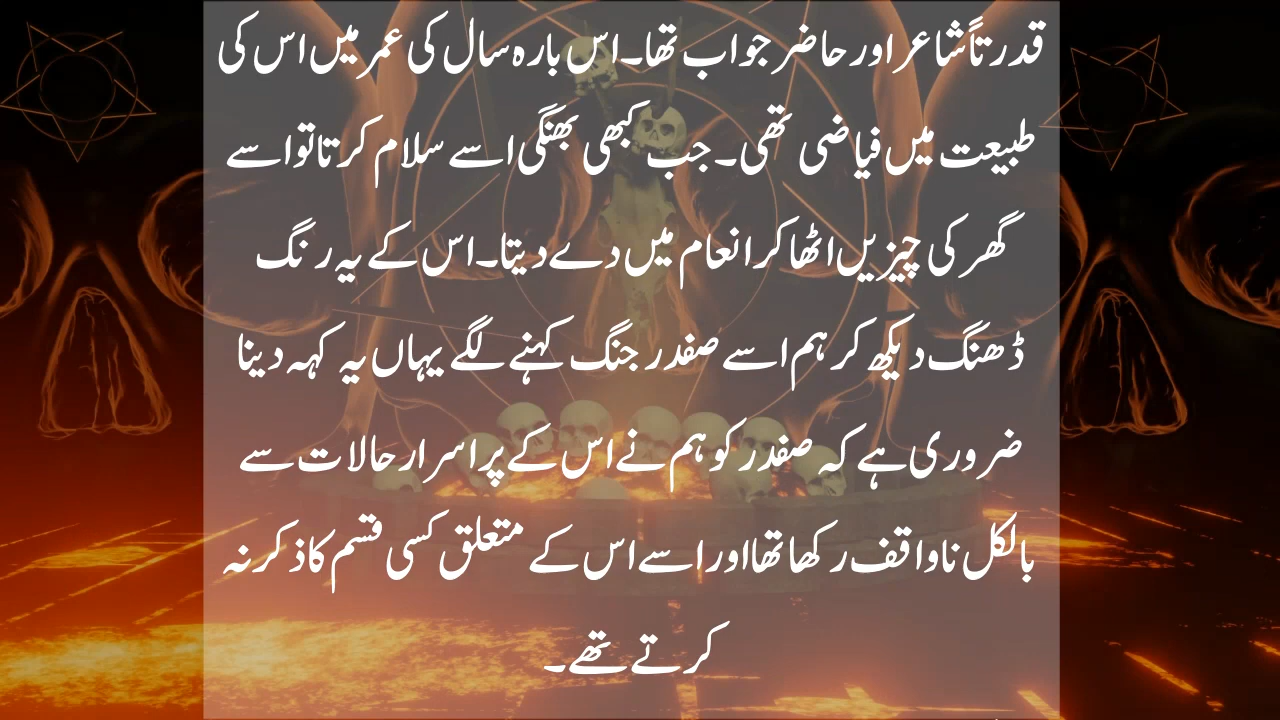 قدرتاً شاعر اور حاضر جواب تھا۔ اس بارہ سال کی عمر میں اس کی
طبیعت میں فیاضی تھی۔ جب کبھی بھنگی اسے سلام کرتا تو اسے
گھر کی چیزیں اٹھا کر انعام میں دے دیتا۔ اس کے یہ رنگ
ڈھنگ دیکھ کر ہم اسے صفدر جنگ کہنے لگے یہاں یہ کہہ دینا
ضروری ہے کہ صفدر کو ہم نے اس کے پراسرار حالات سے
بالکل ناواقف رکھا تھا اور اسے اس کے متعلق کسی قسم کا ذکر نہ
کرتے تھے۔